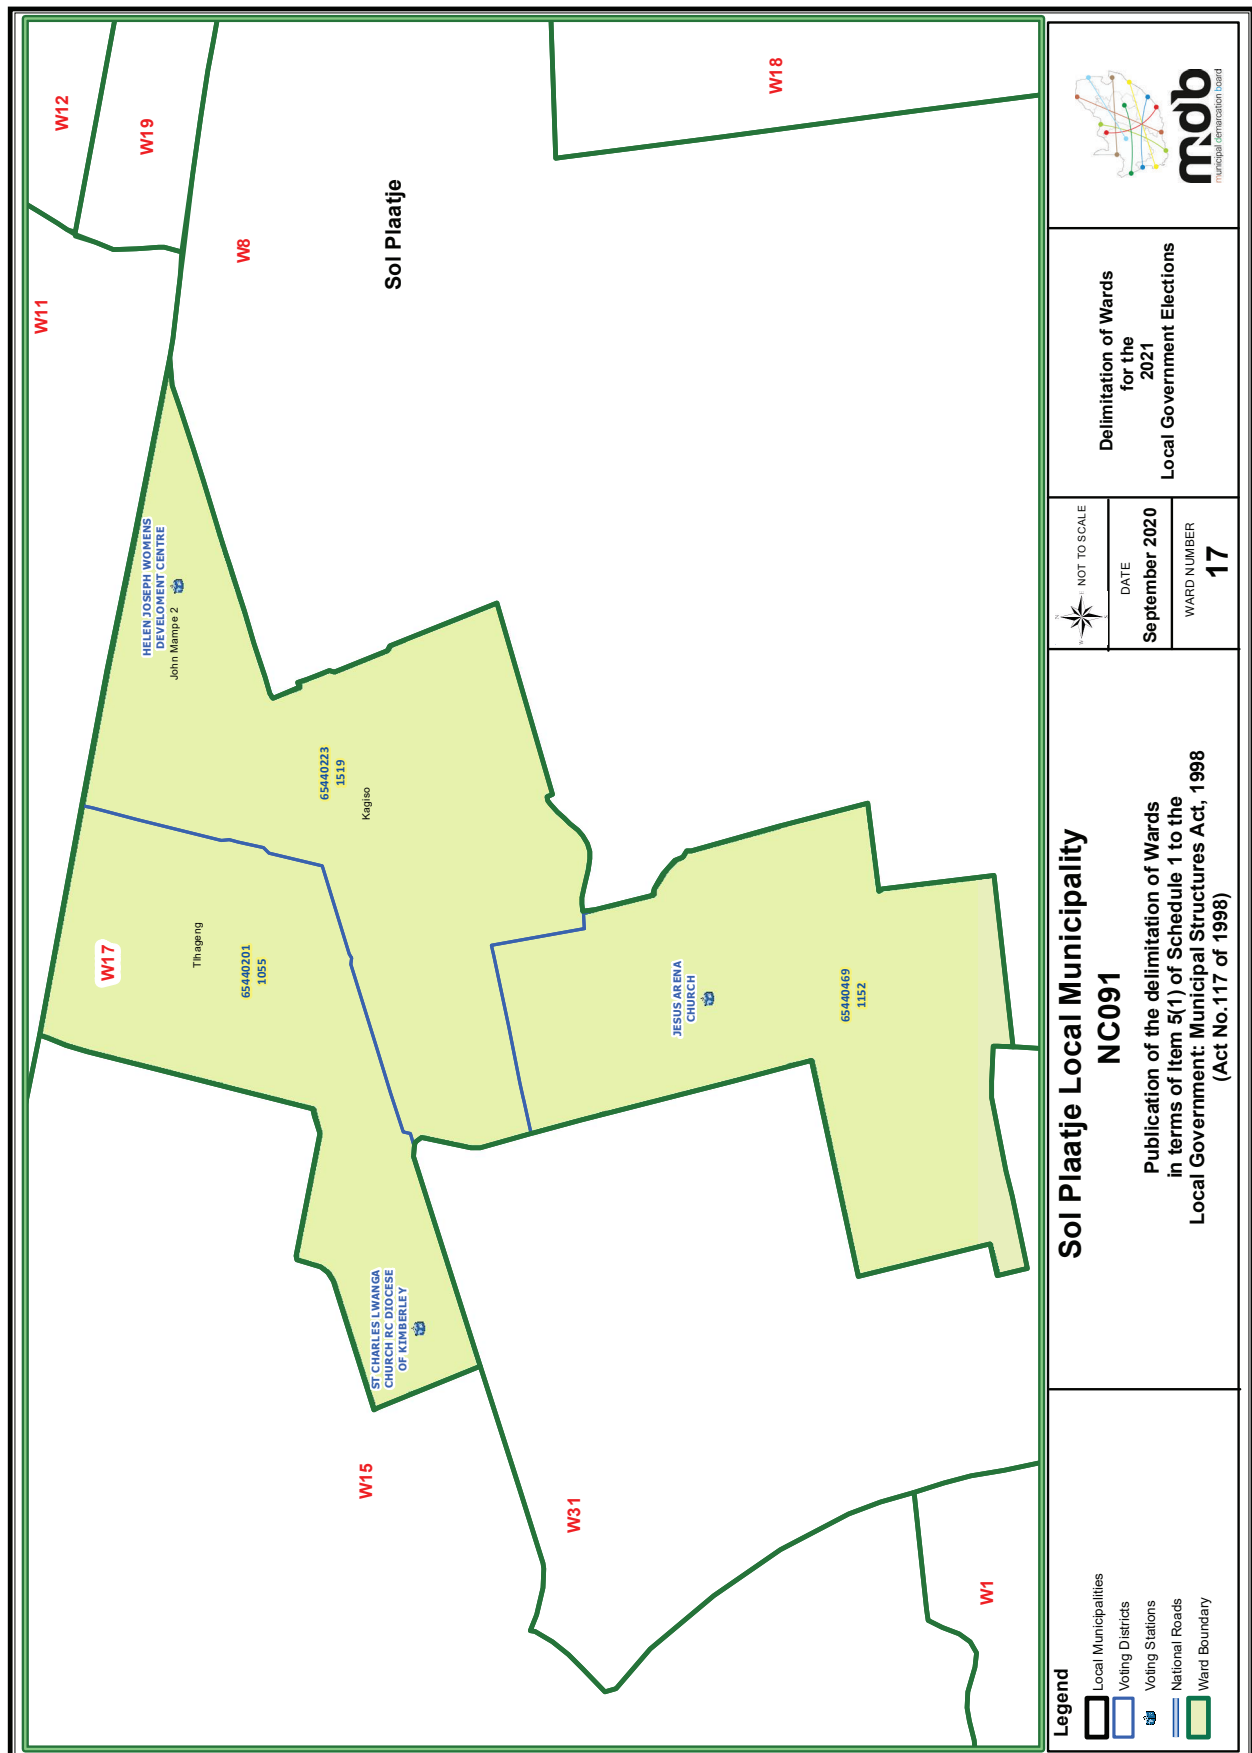 W12
W19
W11
W8
Sol Plaatje
W18
HELEN JOSEPH WOMENS
DEVELOMENT CENTRE
John Mampe 2
65440223
1519
Kagiso
W17
Tlhageng
65440201
1055
JESUS ARENA
CHURCH
65440469
1152
ST CHARLES LWANGA
CHURCH RC DIOCESE
OF KIMBERLEY
W15
W31
W1
Legend
Local Municipalities
Voting Districts
Voting Stations
National Roads
Ward Boundary
Sol Plaatje Local Municipality
NC091
Publication of the delimitation of Wards
in terms of Item 5(1) of Schedule 1 to the
Local Government: Municipal Structures Act, 1998
(Act No.117 of 1998)
N
W
E
S
NOT TO SCALE
DATE
September 2020
WARD NUMBER
17
Delimitation of Wards
for the
2021
Local Government Elections
mdb
municipal demarcation board